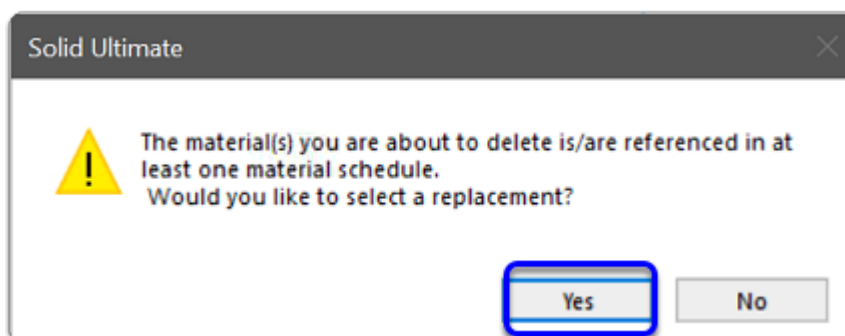 Solid Ultimate
The material(s) you are about to delete is/are referenced in at
least one material schedule.
Would you like to select a replacement?
Yes No